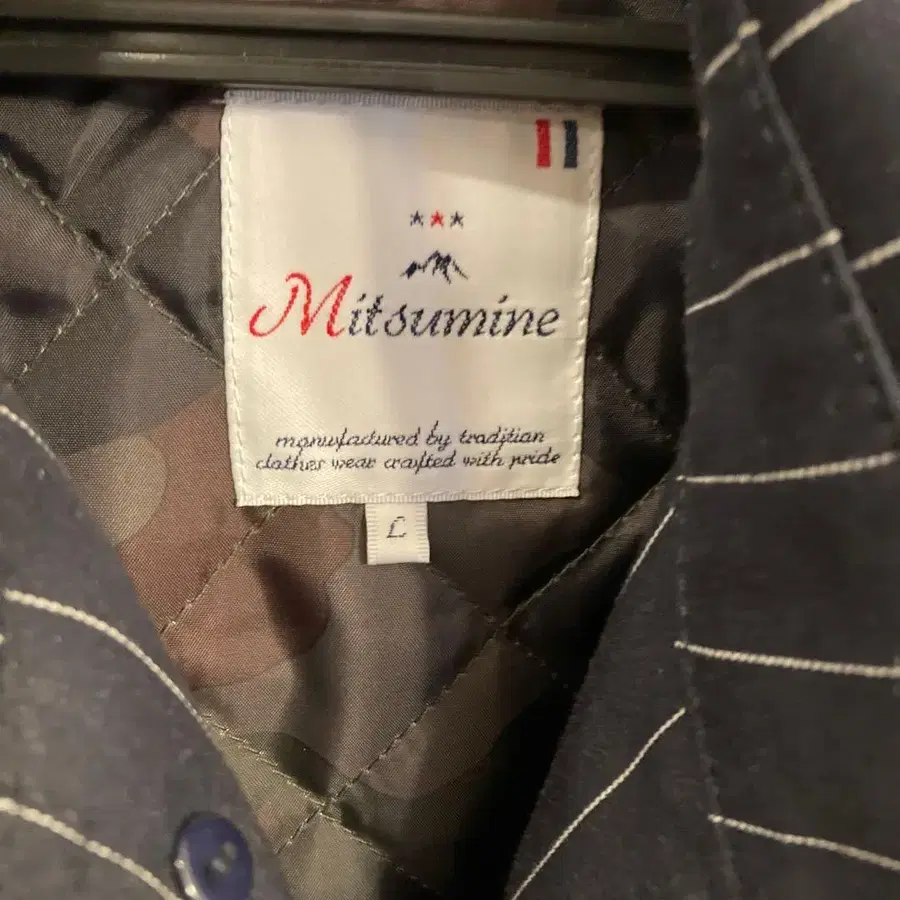 Mitsumine
manufactured by tradition
clothes wear crafted with pride
L